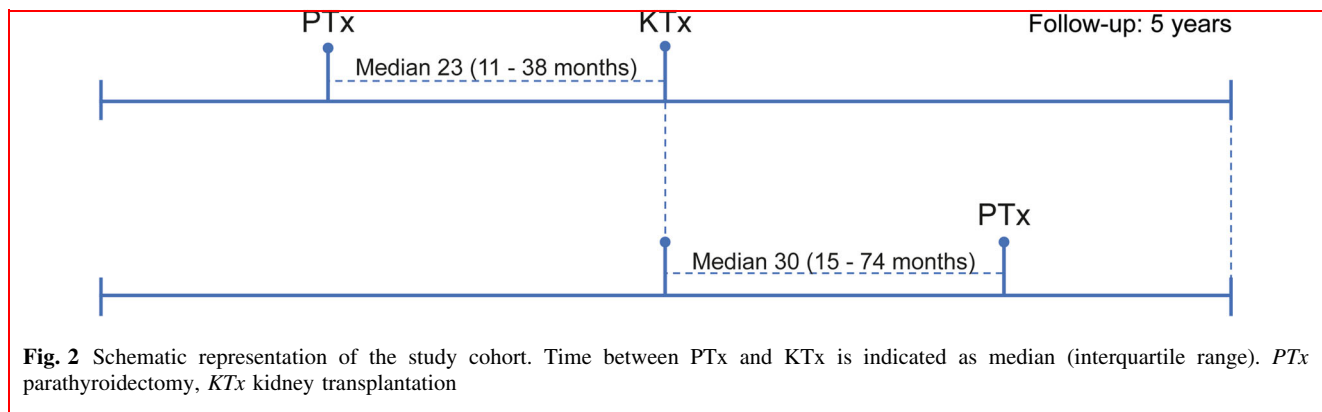 PTx KTx Follow-up: 5 years
Median 23 (11 - 38 months)
PTx
Median 30 (15 - 74 months)
Fig. 2 Schematic representation of the study cohort. Time between PTx and KTx is indicated as median (interquartile range). PTx
parathyroidectomy, KTx kidney transplantation